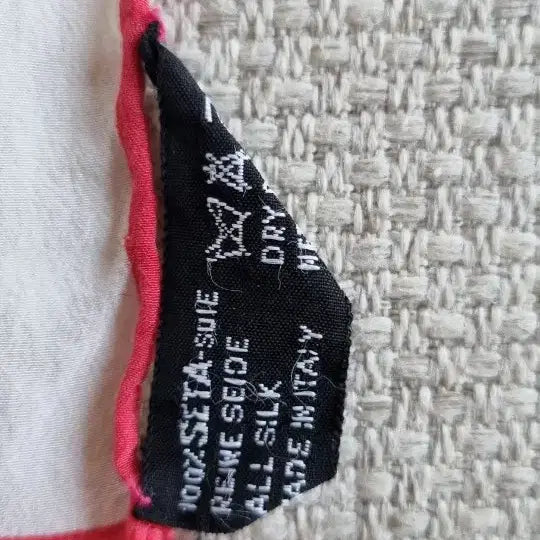 100% SETA-SOIE
REINE SEIDE
ALL SILK
MADE IN ITALY
DRY